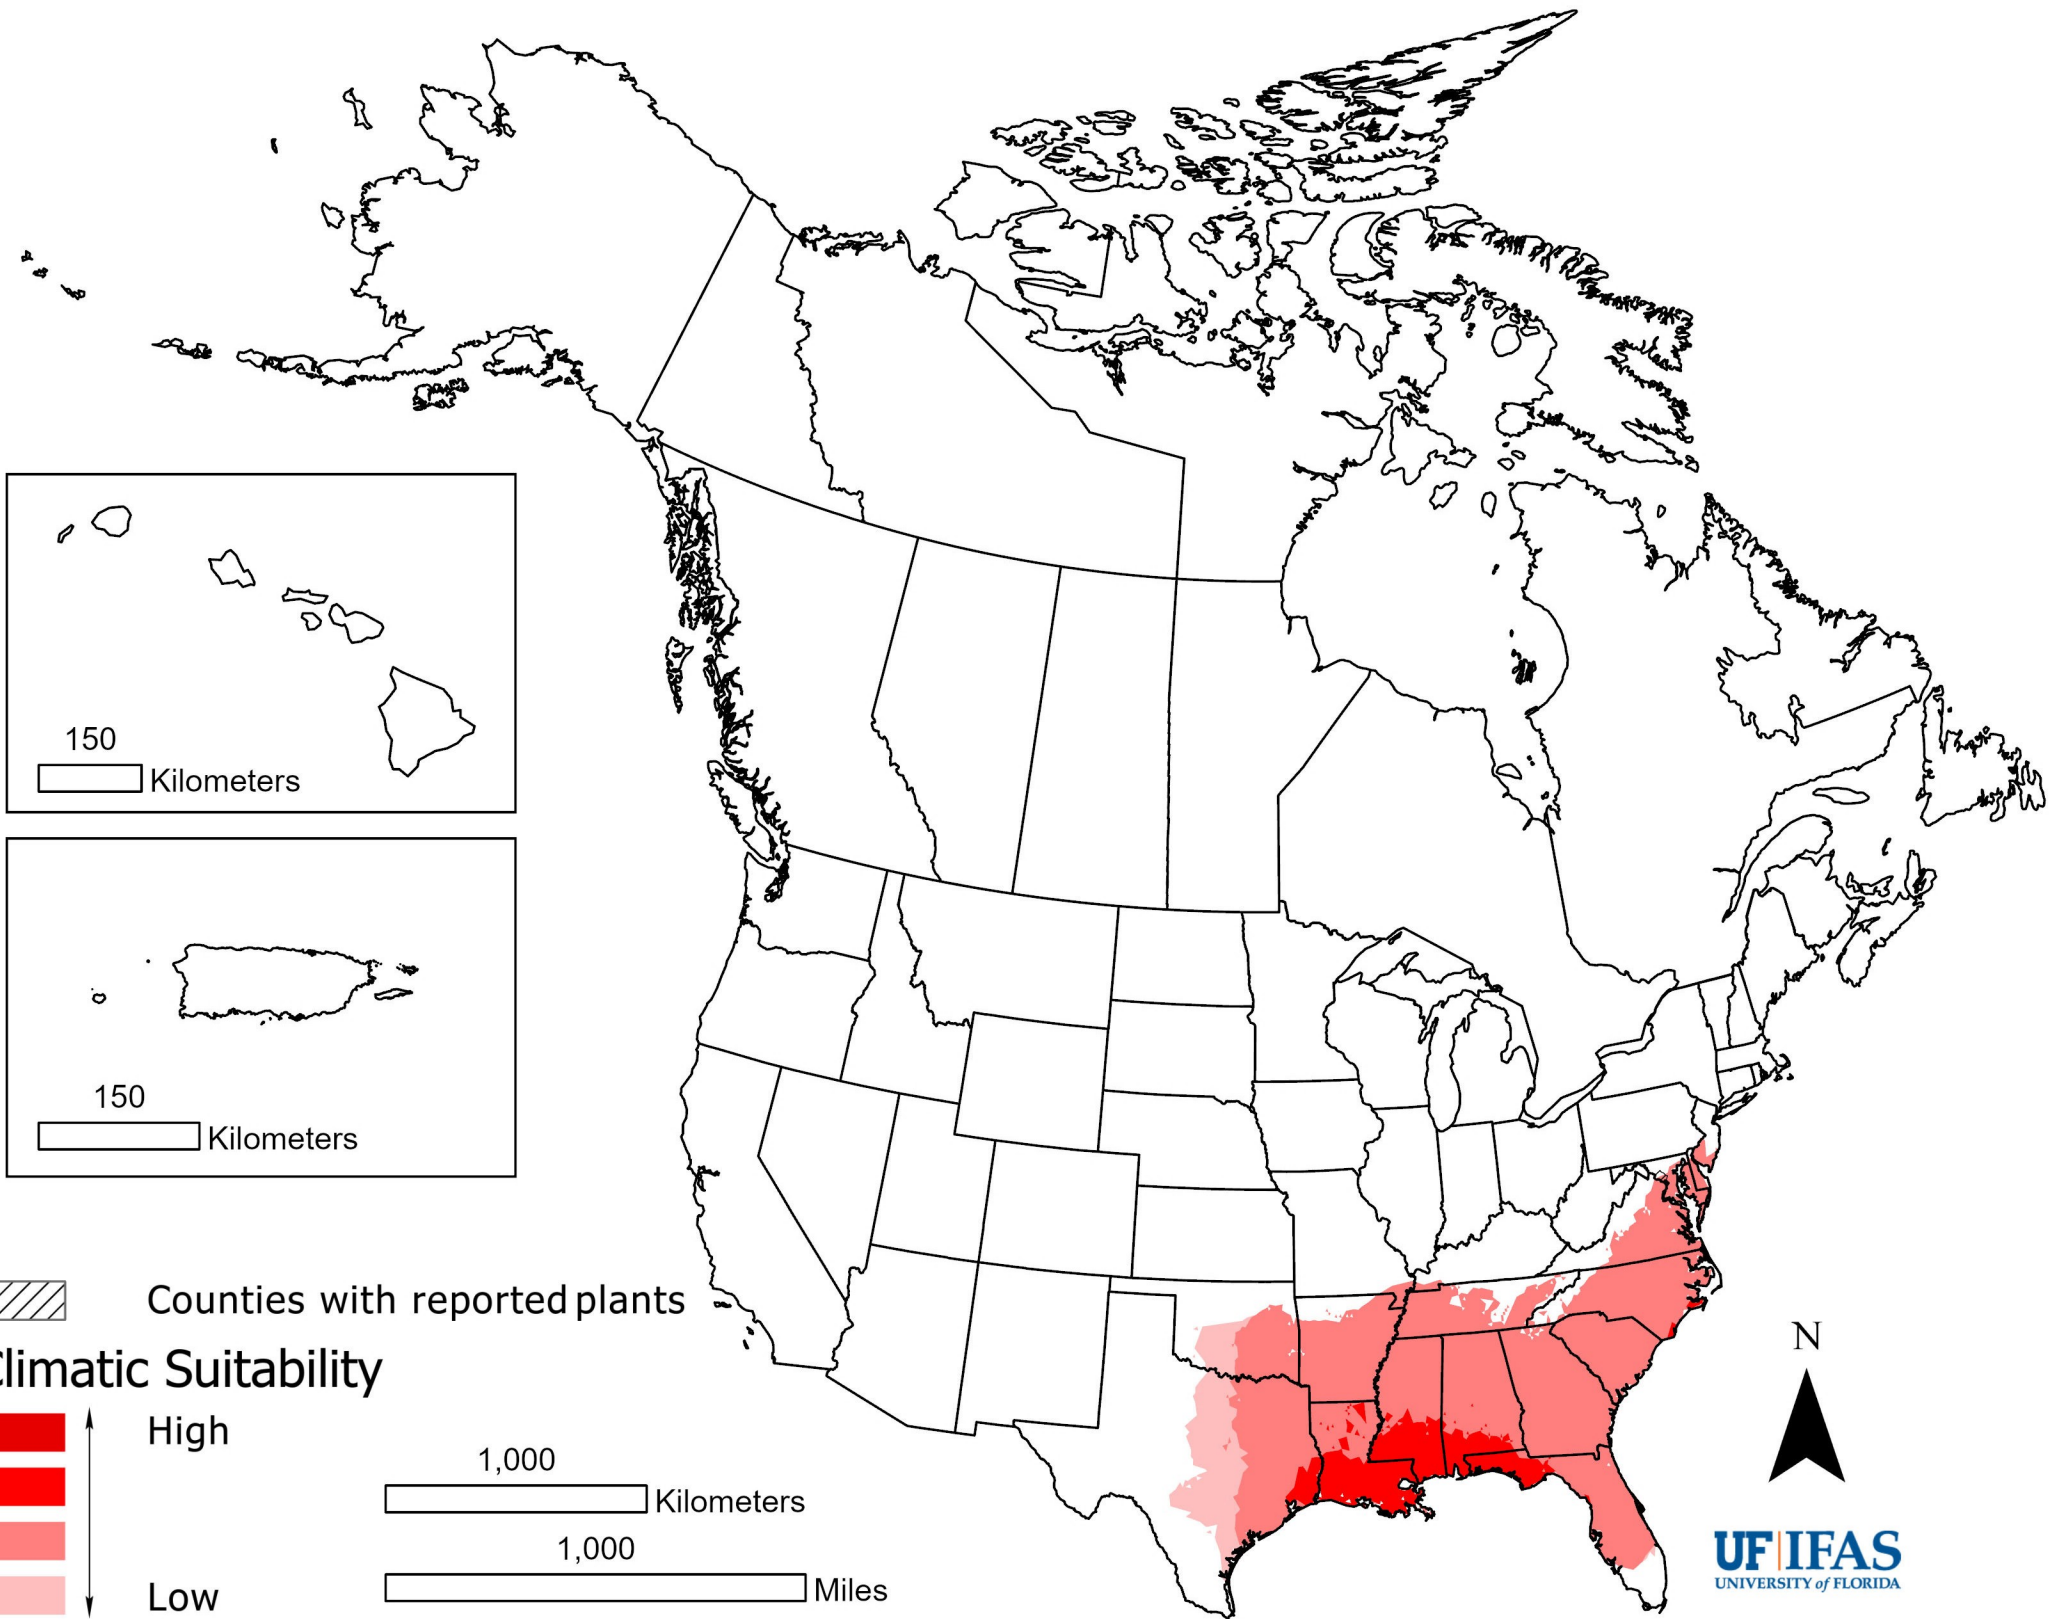 150
Kilometers
150
Kilometers
Counties with reported plants
Climatic Suitability
High
Low
1,000
Kilometers
1,000
Miles
N
UF|IFAS
UNIVERSITY of FLORIDA